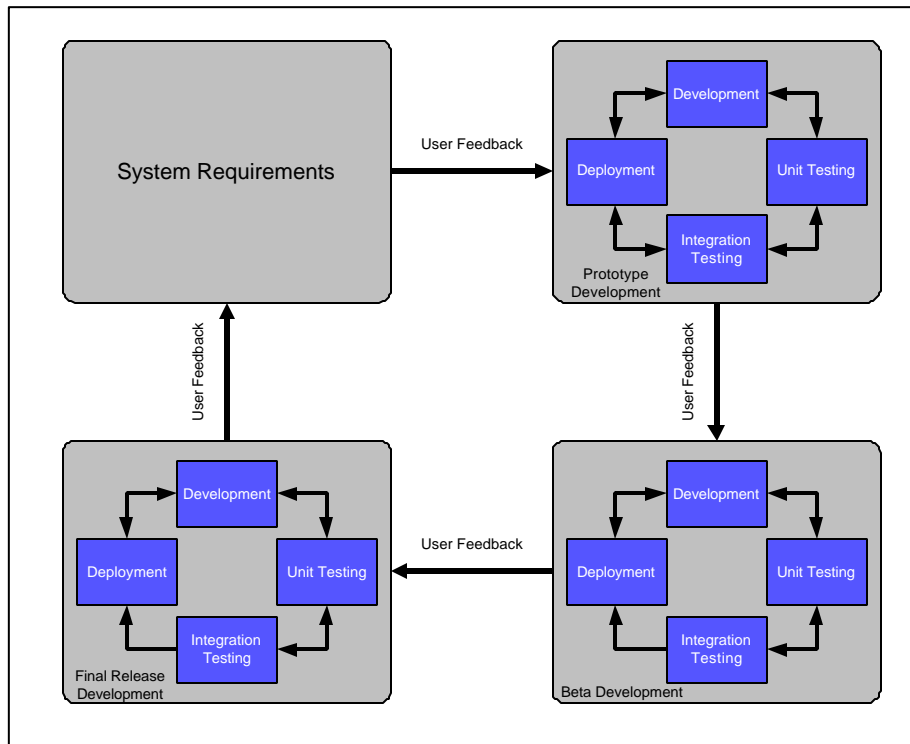 System Requirements
User Feedback
Development
Deployment
Unit Testing
Integration
Testing
Prototype
Development
User Feedback
User Feedback
Development
Deployment
Unit Testing
Integration
Testing
Final Release
Development
User Feedback
Development
Deployment
Unit Testing
Integration
Testing
Beta Development